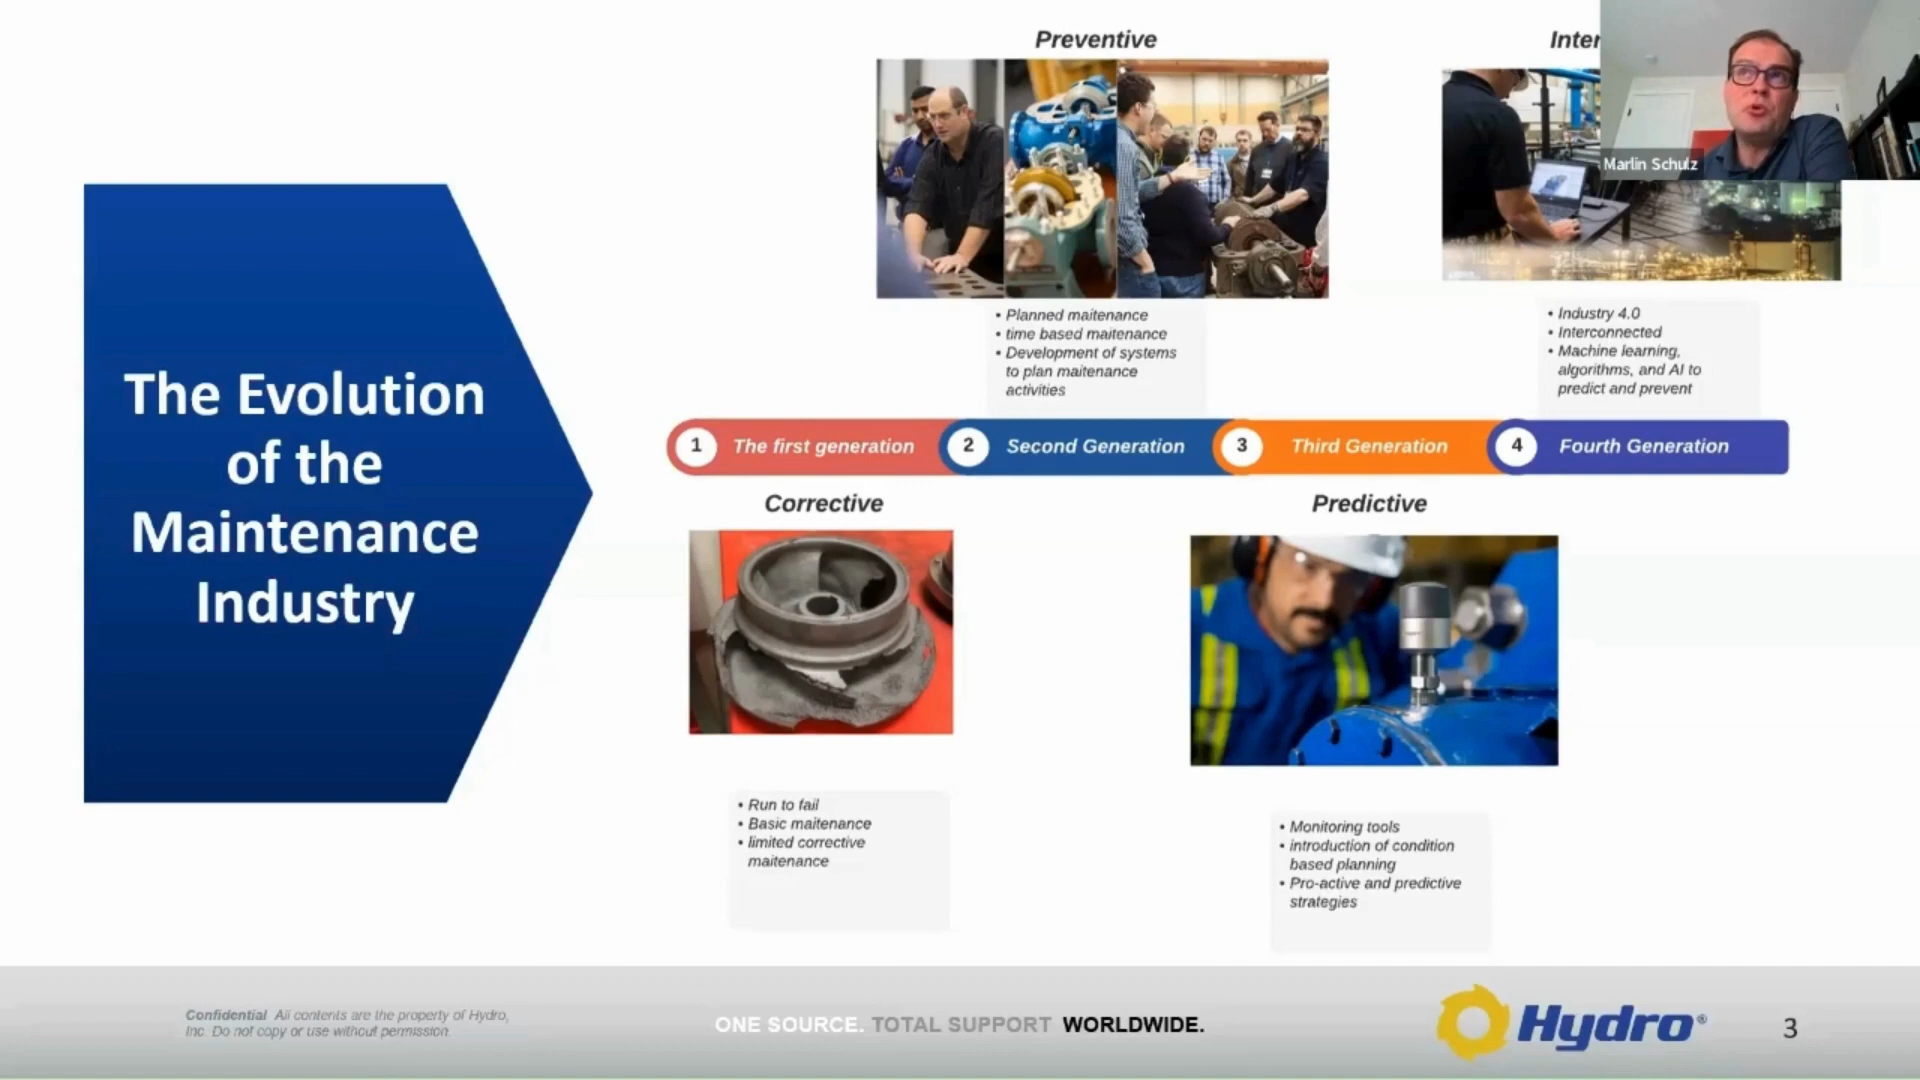 Preventive
Inter
Marlin Schulz
• Planned maitenance
• time based maitenance
• Development of systems
to plan maitenance
activities
• Industry 4.0
• Interconnected
• Machine learning,
algorithms, and AI to
predict and prevent
The Evolution
of the
Maintenance
Industry
1 The first generation
2 Second Generation
3 Third Generation
4 Fourth Generation
Corrective
Predictive
• Run to fail
• Basic maitenance
• limited corrective
maitenance
• Monitoring tools
• introduction of condition
based planning
• Pro-active and predictive
strategies
Confidential All contents are the property of Hydro,
Inc. Do not copy or use without permission.
ONE SOURCE. TOTAL SUPPORT WORLDWIDE.
Hydro®
3